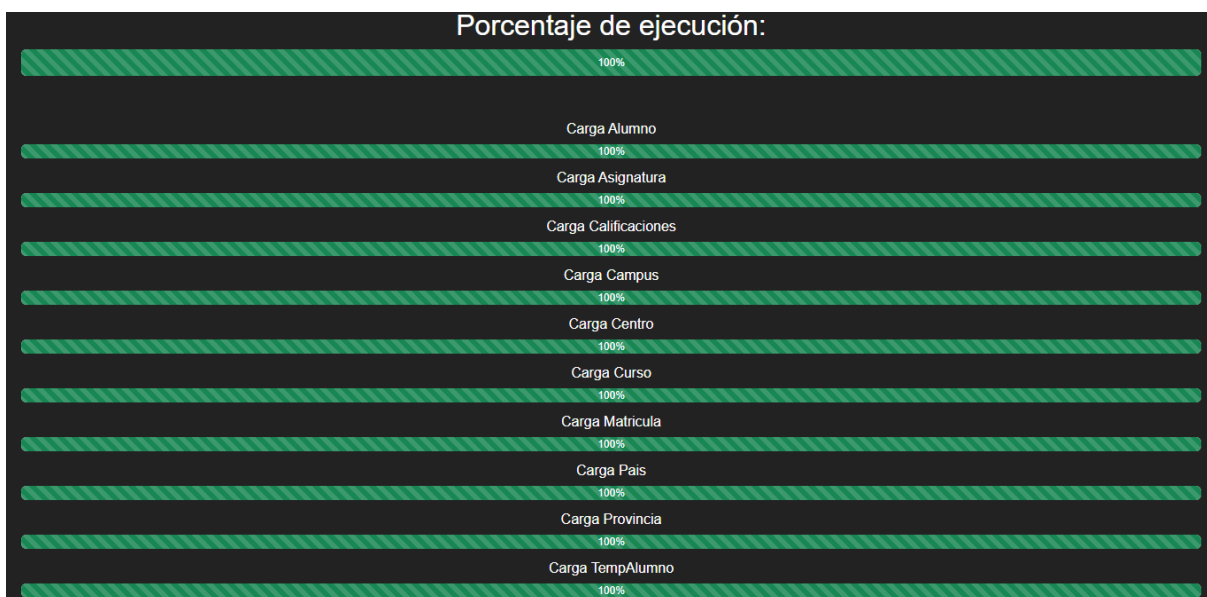 Porcentaje de ejecución:
100%
Carga Alumno
100%
Carga Asignatura
100%
Carga Calificaciones
100%
Carga Campus
100%
Carga Centro
100%
Carga Curso
100%
Carga Matricula
100%
Carga Pais
100%
Carga Provincia
100%
Carga TempAlumno
100%